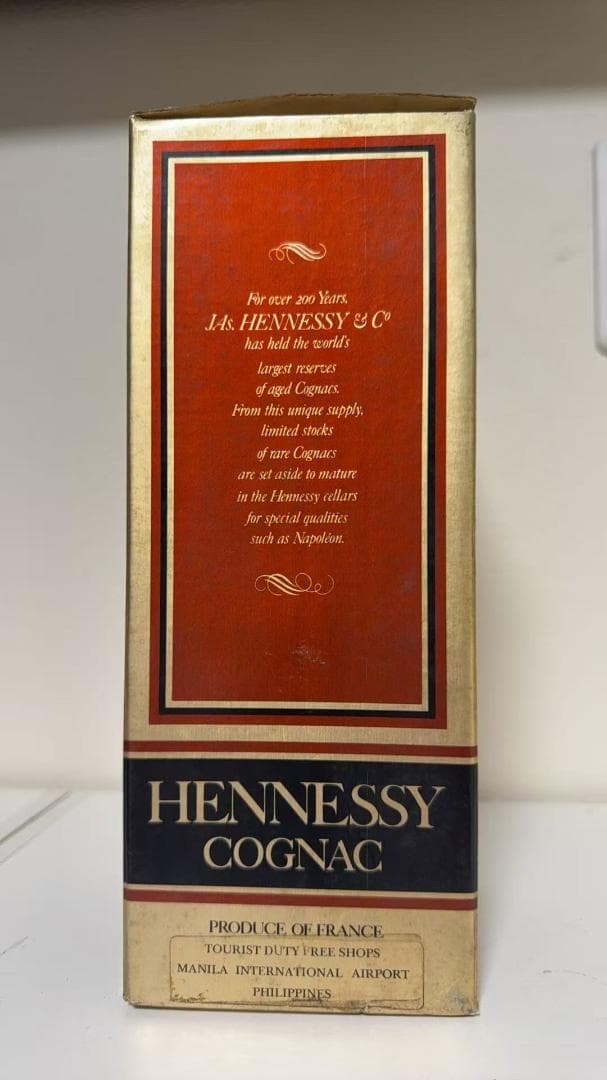 For over 200 Years,
JAs. HENNESSY & Cº
has held the world's
largest reserves
of aged Cognacs.
From this unique supply,
limited stocks
of rare Cognacs
are set aside to mature
in the Hennessy cellars
for special qualities
such as Napoléon.
HENNESSY
COGNAC
PRODUCE OF FRANCE
TOURIST DUTY FREE SHOPS
MANILA INTERNATIONAL AIRPORT
PHILIPPINES